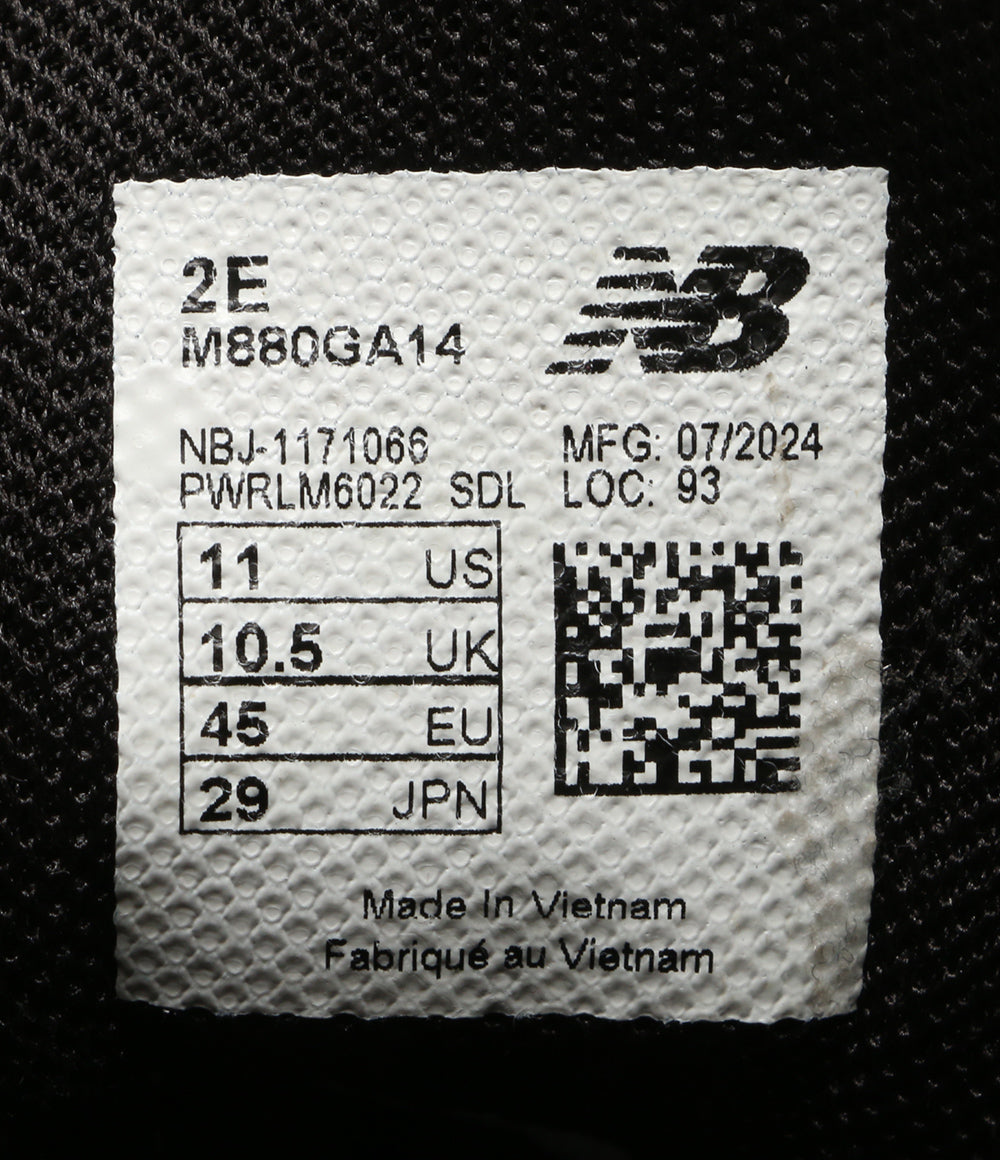 2E
M880GA14
NB
NBJ-1171066
PWRLM6022 SDL
MFG: 07/2024
LOC: 93
11 US
10.5 UK
45 EU
29 JPN
Made In Vietnam
Fabriqué au Vietnam